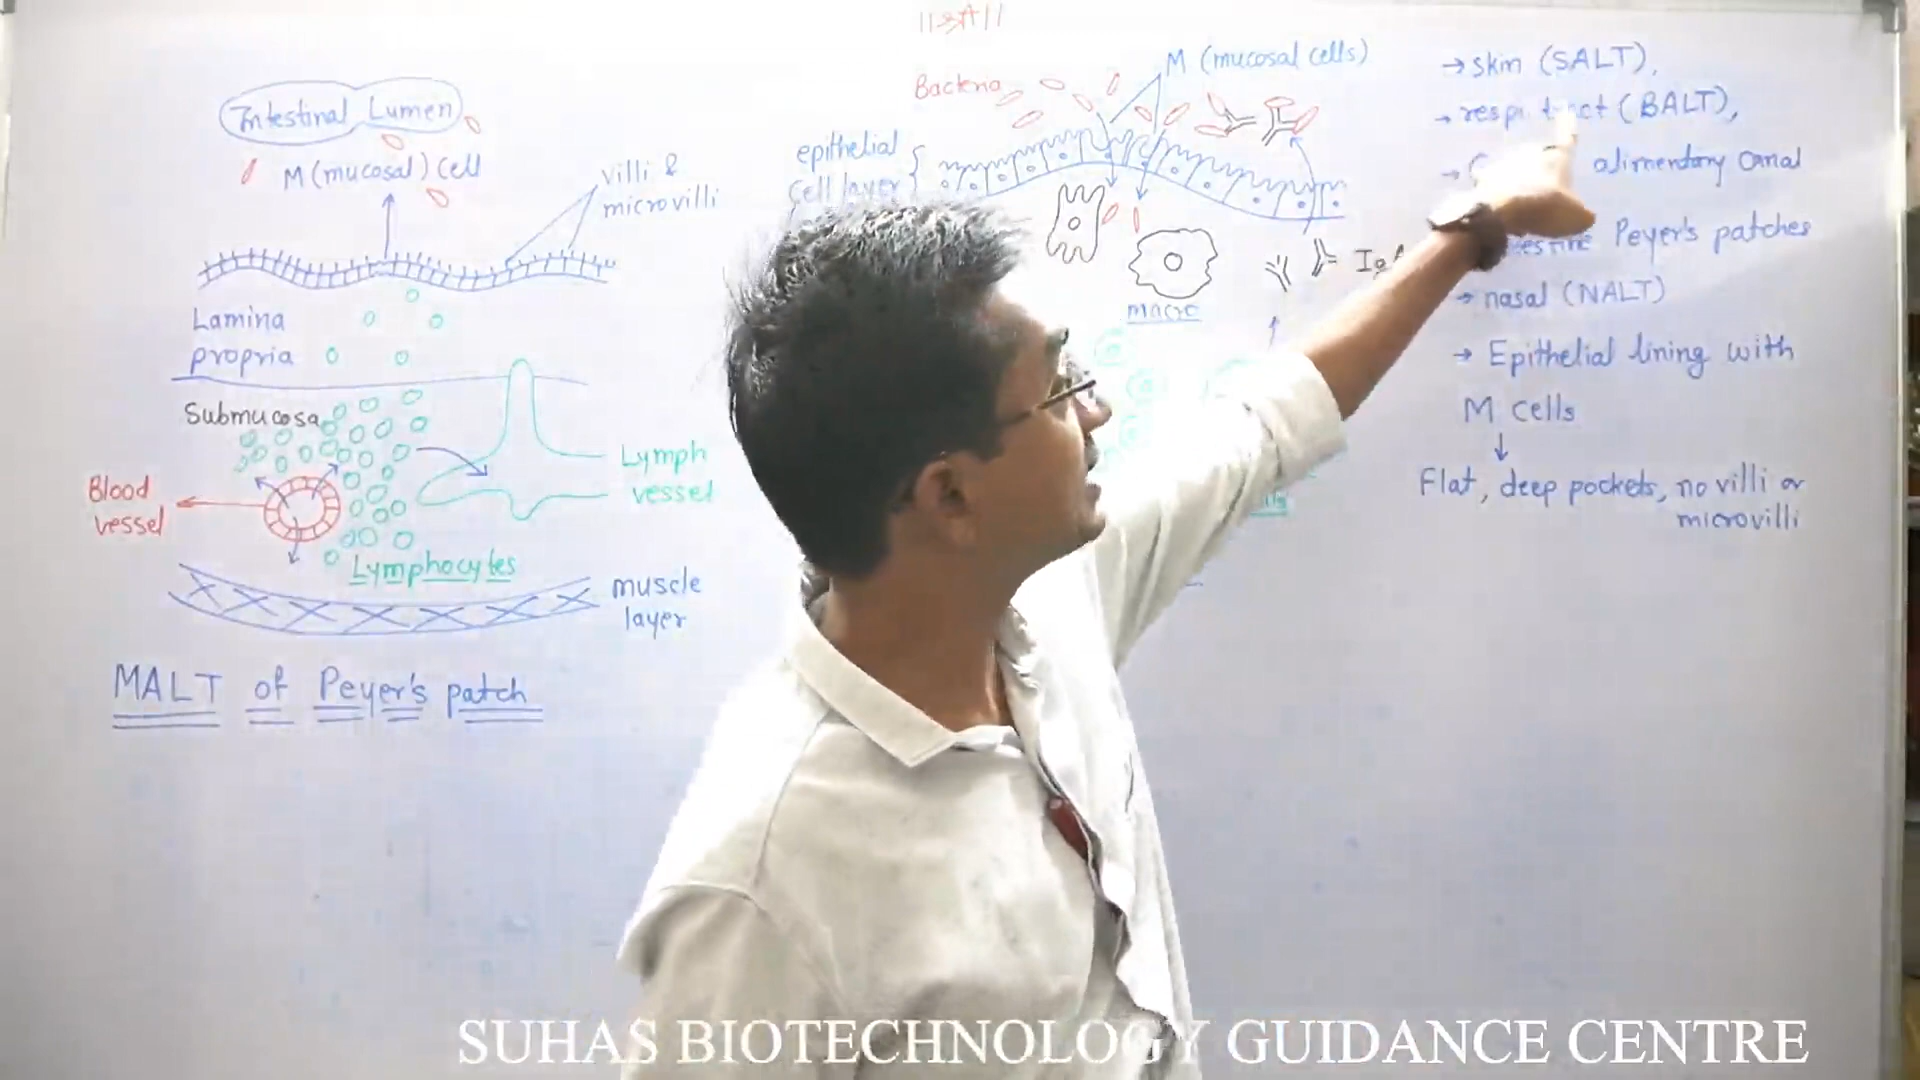 ||श्री||
Intestinal Lumen
M (mucosal) cell
villi &
microvilli
Lamina
propria
Submucosa
Blood
vessel
Lymph
vessel
Lymphocytes
muscle
layer
MALT of Peyer's patch
Bacteria
M (mucosal cells)
epithelial
cell layer
macro
→ skin (SALT),
→ respi. tract (BALT),
→ alimentary canal
Peyer's patches
→ nasal (NALT)
→ Epithelial lining with
M cells
↓
Flat, deep pockets, no villi or
microvilli
SUHAS BIOTECHNOLOGY GUIDANCE CENTRE